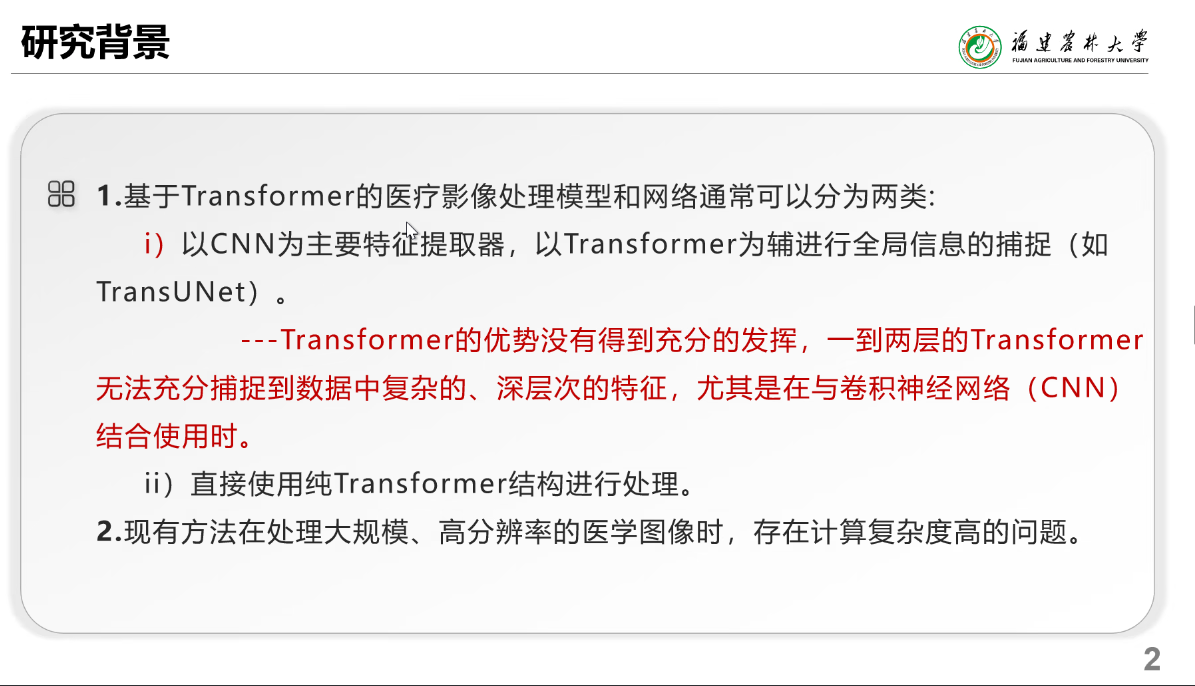 研究背景
福建农林大学
FUJIAN AGRICULTURE AND FORESTRY UNIVERSITY
1.基于Transformer的医疗影像处理模型和网络通常可以分为两类:
i）以CNN为主要特征提取器，以Transformer为辅进行全局信息的捕捉（如
TransUNet）。
---Transformer的优势没有得到充分的发挥，一到两层的Transformer
无法充分捕捉到数据中复杂的、深层次的特征，尤其是在与卷积神经网络（CNN）
结合使用时。
ii）直接使用纯Transformer结构进行处理。
2.现有方法在处理大规模、高分辨率的医学图像时，存在计算复杂度高的问题。
2